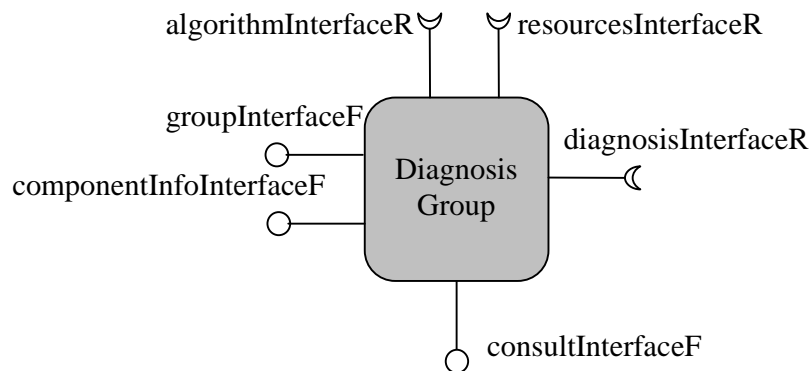 algorithmInterfaceR
resourcesInterfaceR
groupInterfaceF
diagnosisInterfaceR
componentInfoInterfaceF
Diagnosis
Group
consultInterfaceF